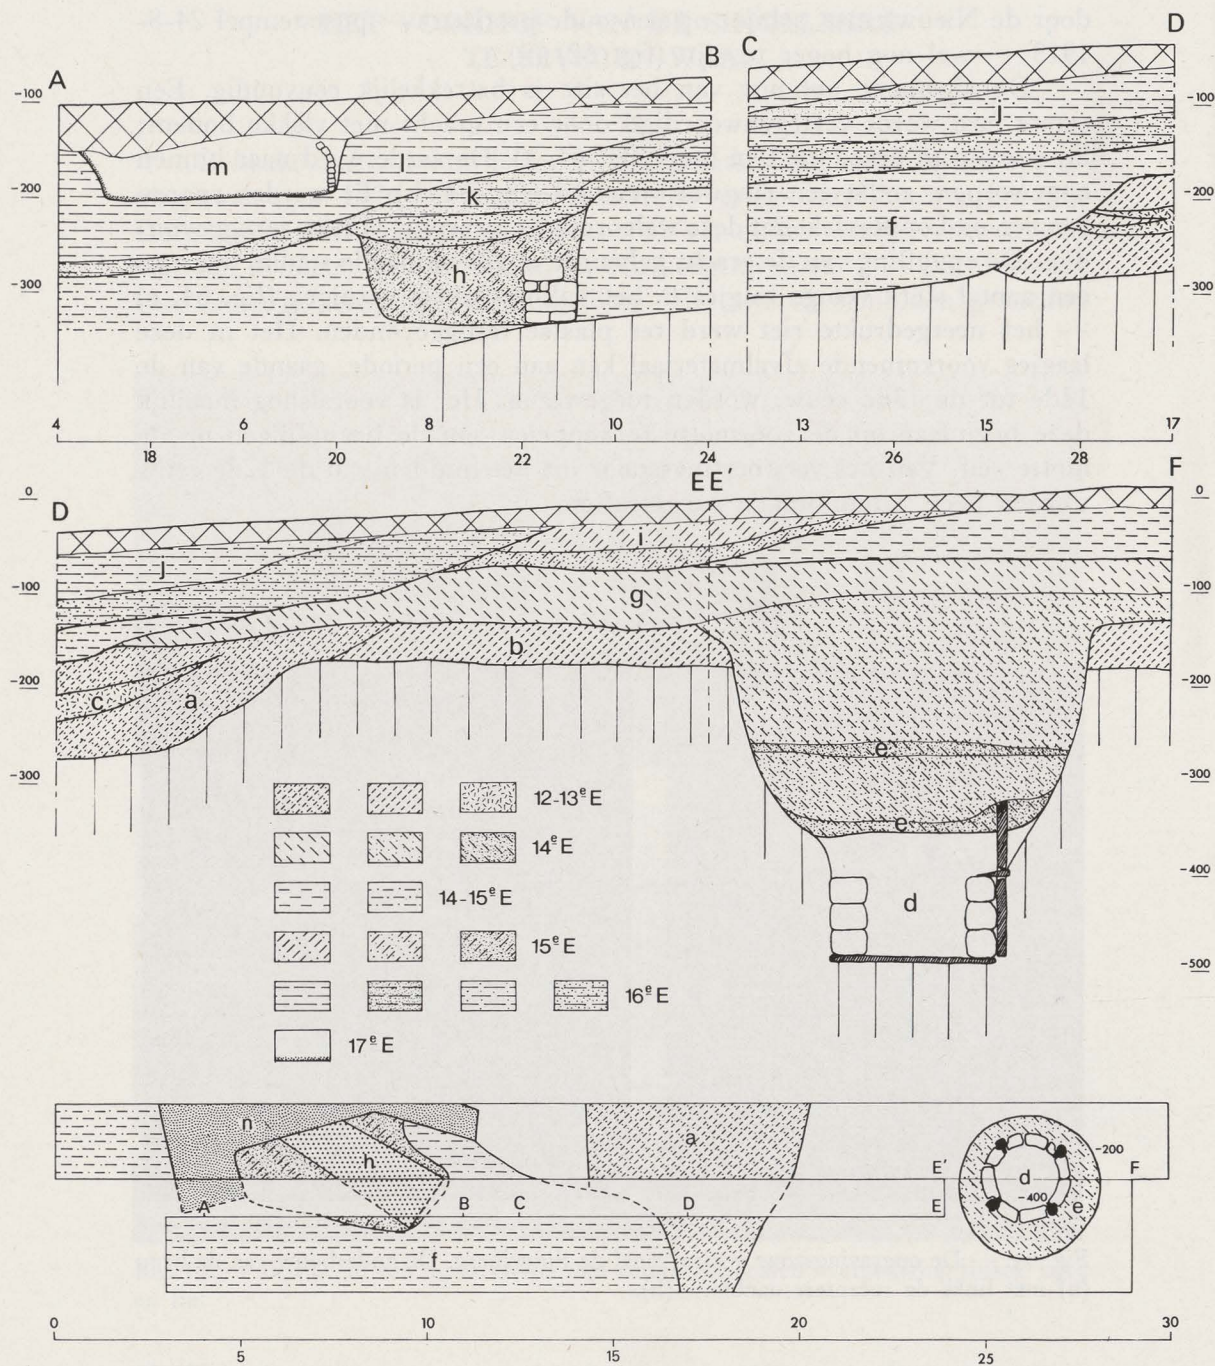 A B C D
-100
-200
-300
m l k h
J f
-100
-200
-300
4 6 8 10 13 15 17
18 20 22 24 26 28
E E' F
0
D
-100
-200
-300
J i g b c a
e
e
d
0
-100
-200
-300
-400
-500
12-13e E
14e E
14-15e E
15e E
16e E
17e E
n h a
A B C D
E' F
E
f
d e
-200
-400
0 10 20 30
5 15 25